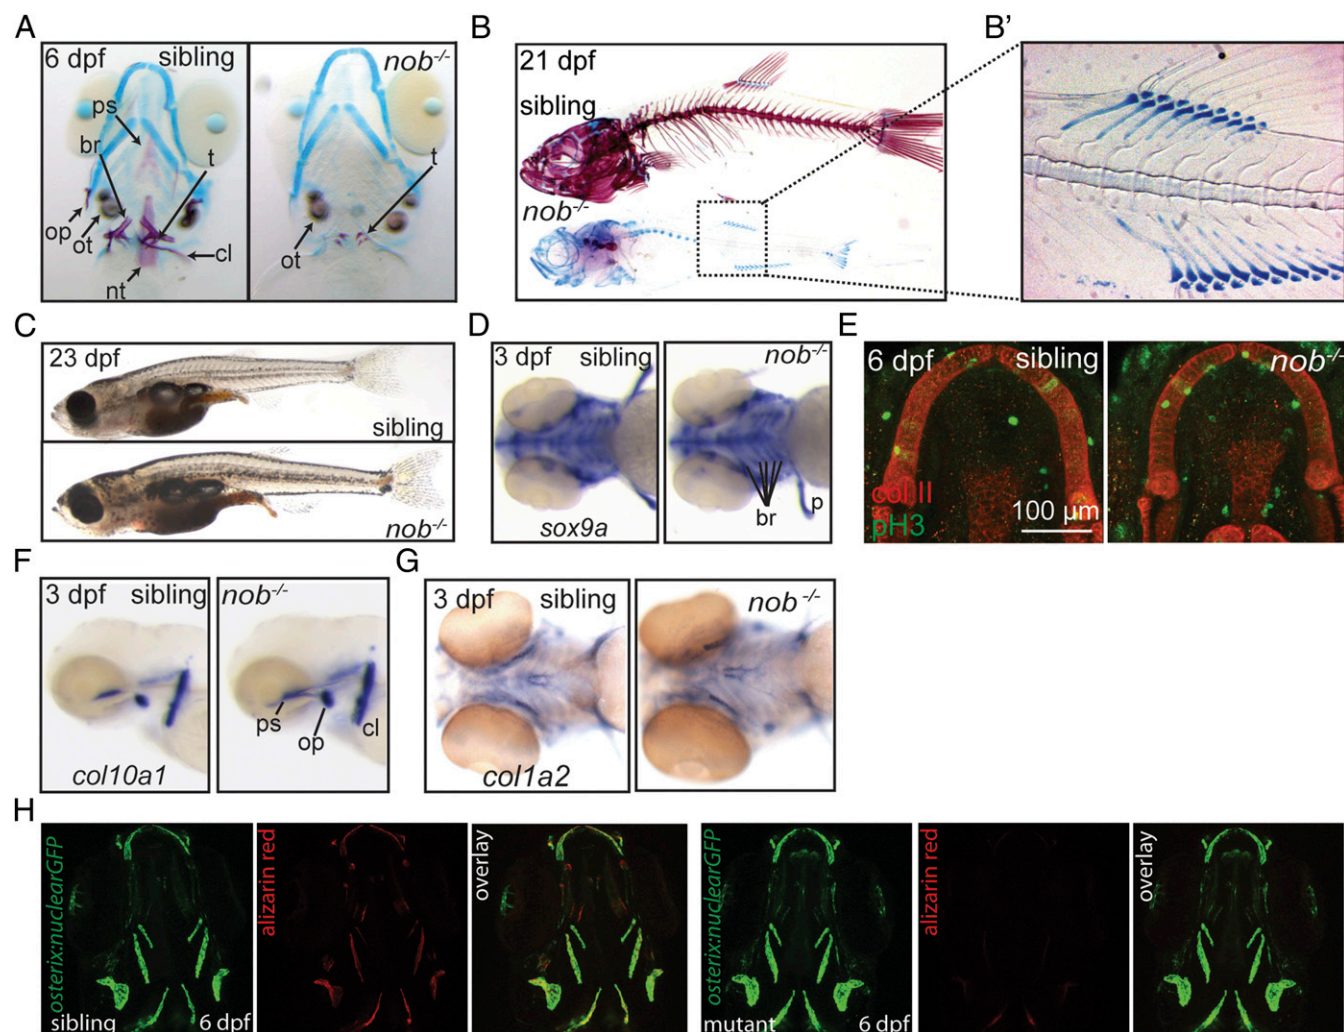 A
6 dpf sibling
nob-/-
ps
br
t
t
op
ot
cl
ot
nt
B
21 dpf
sibling
nob-/-
B'
C
23 dpf
sibling
nob-/-
D
3 dpf sibling
nob-/-
sox9a
br
p
E
6 dpf sibling
nob-/-
col II
pH3
100 µm
F
3 dpf sibling
nob-/-
col10a1
ps
op
cl
G
3 dpf sibling
nob-/-
col1a2
H
osterix:nuclearGFP
sibling 6 dpf
alizarin red
overlay
osterix:nuclearGFP
mutant 6 dpf
alizarin red
overlay